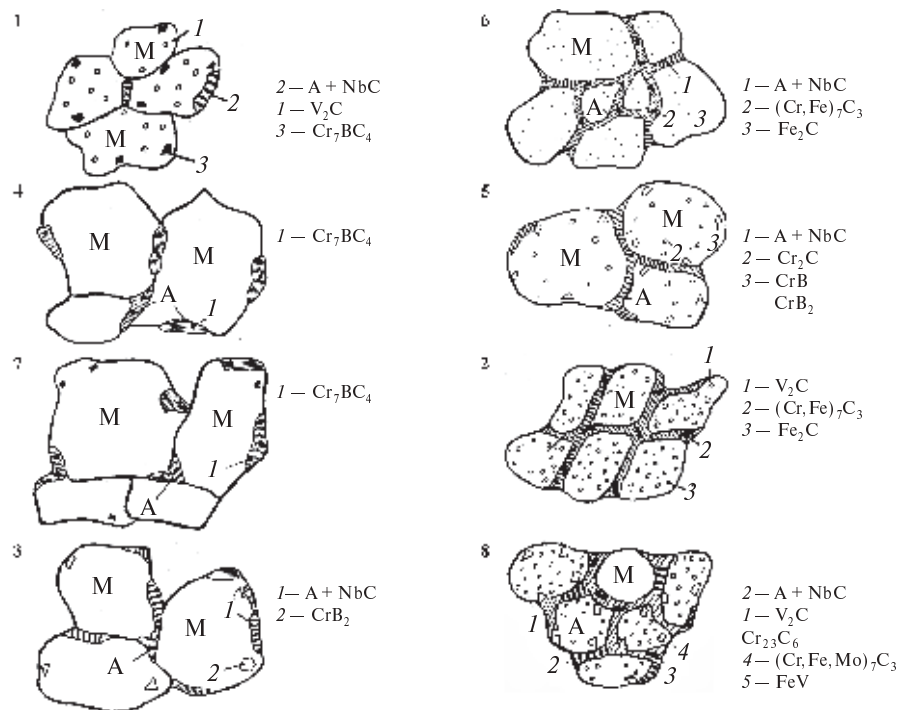 1
M
1
2
M
3
2 — A + NbC
1 — V₂C
3 — Cr₇BC₄
6
M
A
1
2
3
1 — A + NbC
2 — (Cr, Fe)₇C₃
3 — Fe₂C
4
M
M
A
1
1 — Cr₇BC₄
5
M
M
2
3
A
1 — A + NbC
2 — Cr₂C
3 — CrB
CrB₂
7
M
M
1
A
1 — Cr₇BC₄
2
1
M
2
3
1 — V₂C
2 — (Cr, Fe)₇C₃
3 — Fe₂C
3
M
1
M
A
2
1 — A + NbC
2 — CrB₂
8
M
1
A
2
4
3
2 — A + NbC
1 — V₂C
Cr₂₃C₆
4 — (Cr, Fe, Mo)₇C₃
5 — FeV